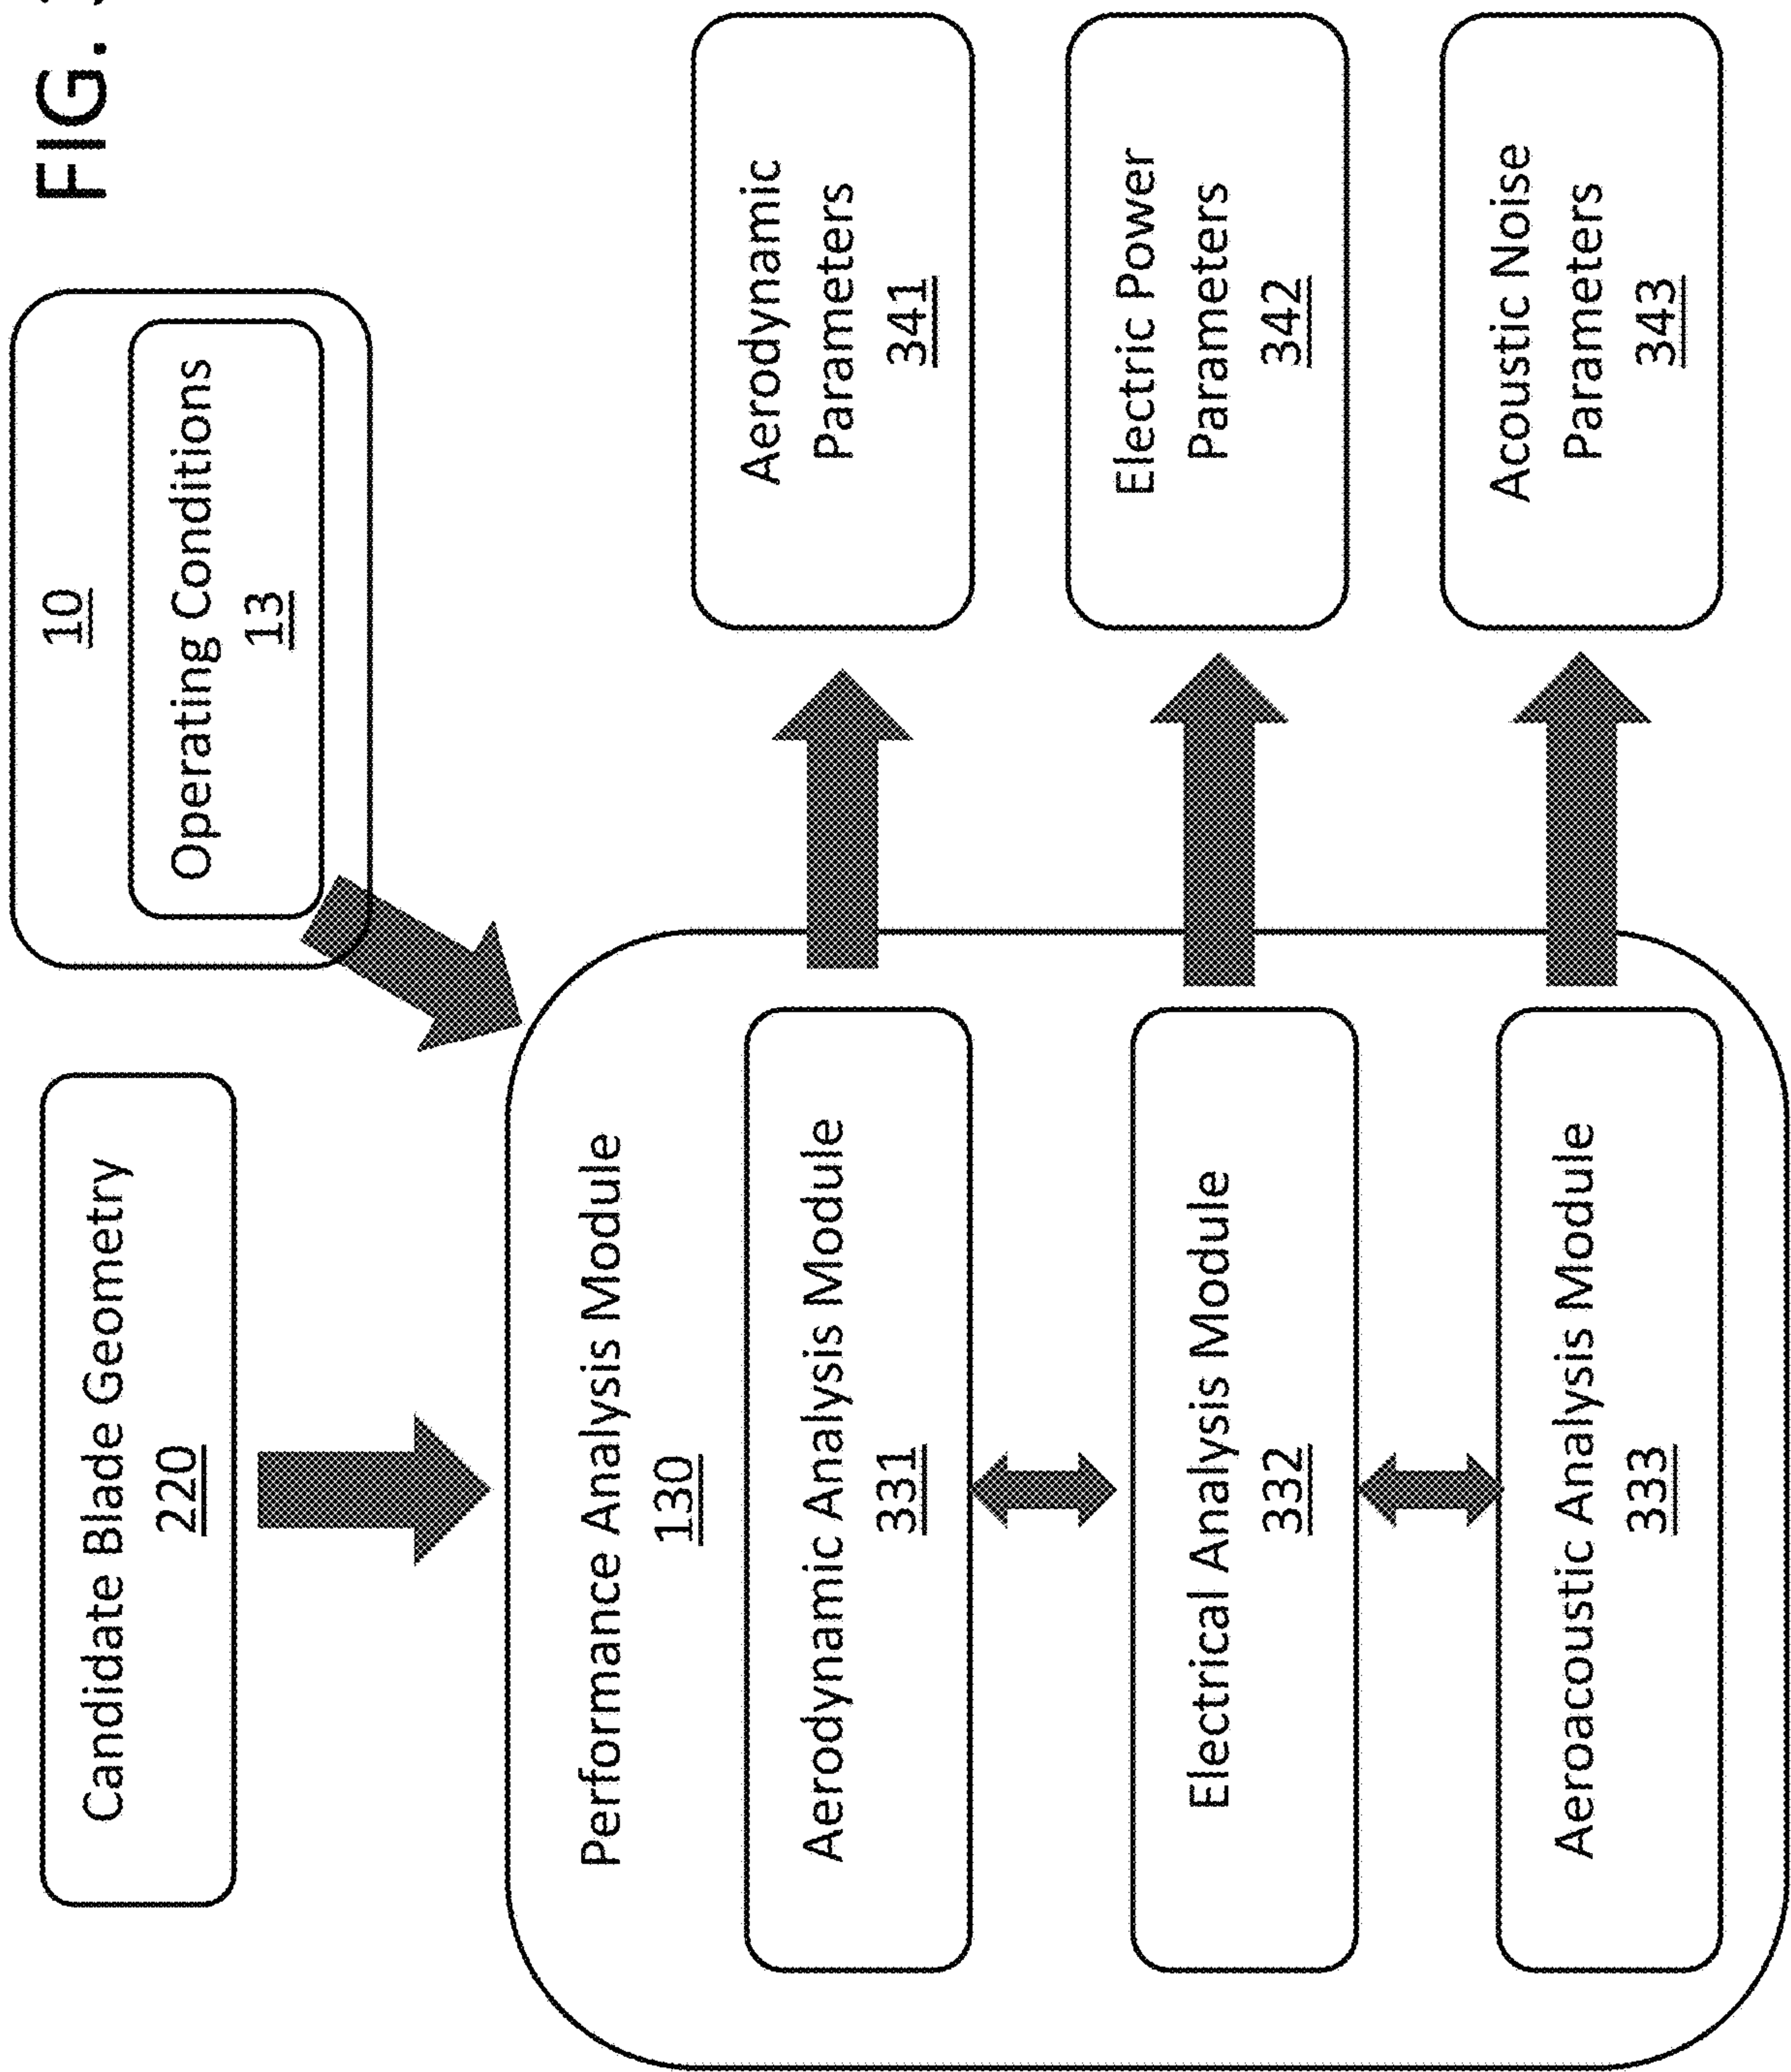 FIG.
10
Operating Conditions
13
Candidate Blade Geometry
220
Performance Analysis Module
130
Aerodynamic Analysis Module
331
Electrical Analysis Module
332
Aeroacoustic Analysis Module
333
Aerodynamic
Parameters
341
Electric Power
Parameters
342
Acoustic Noise
Parameters
343